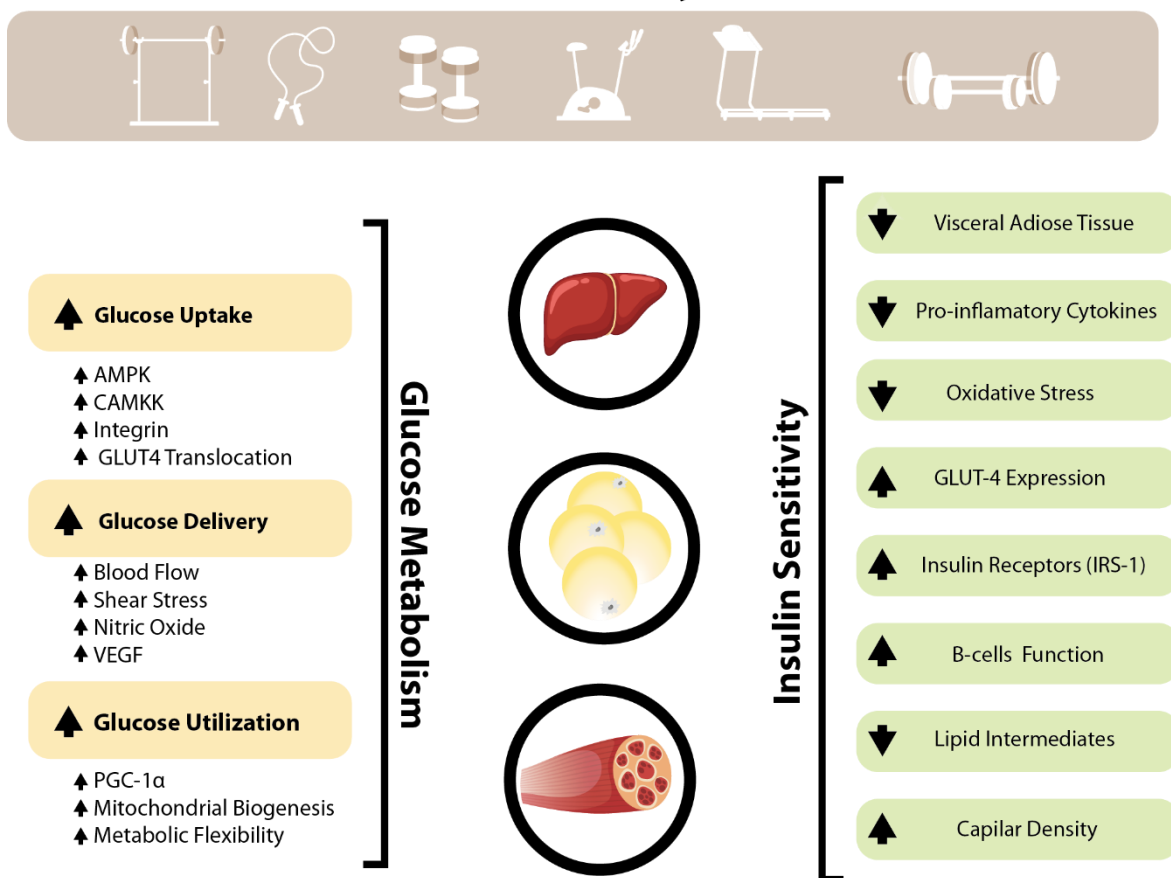 Glucose Uptake
AMPK
CAMKK
Integrin
GLUT4 Translocation
Glucose Delivery
Blood Flow
Shear Stress
Nitric Oxide
VEGF
Glucose Utilization
PGC-1α
Mitochondrial Biogenesis
Metabolic Flexibility
Glucose Metabolism
Insulin Sensitivity
Visceral Adiose Tissue
Pro-inflamatory Cytokines
Oxidative Stress
GLUT-4 Expression
Insulin Receptors (IRS-1)
B-cells Function
Lipid Intermediates
Capilar Density